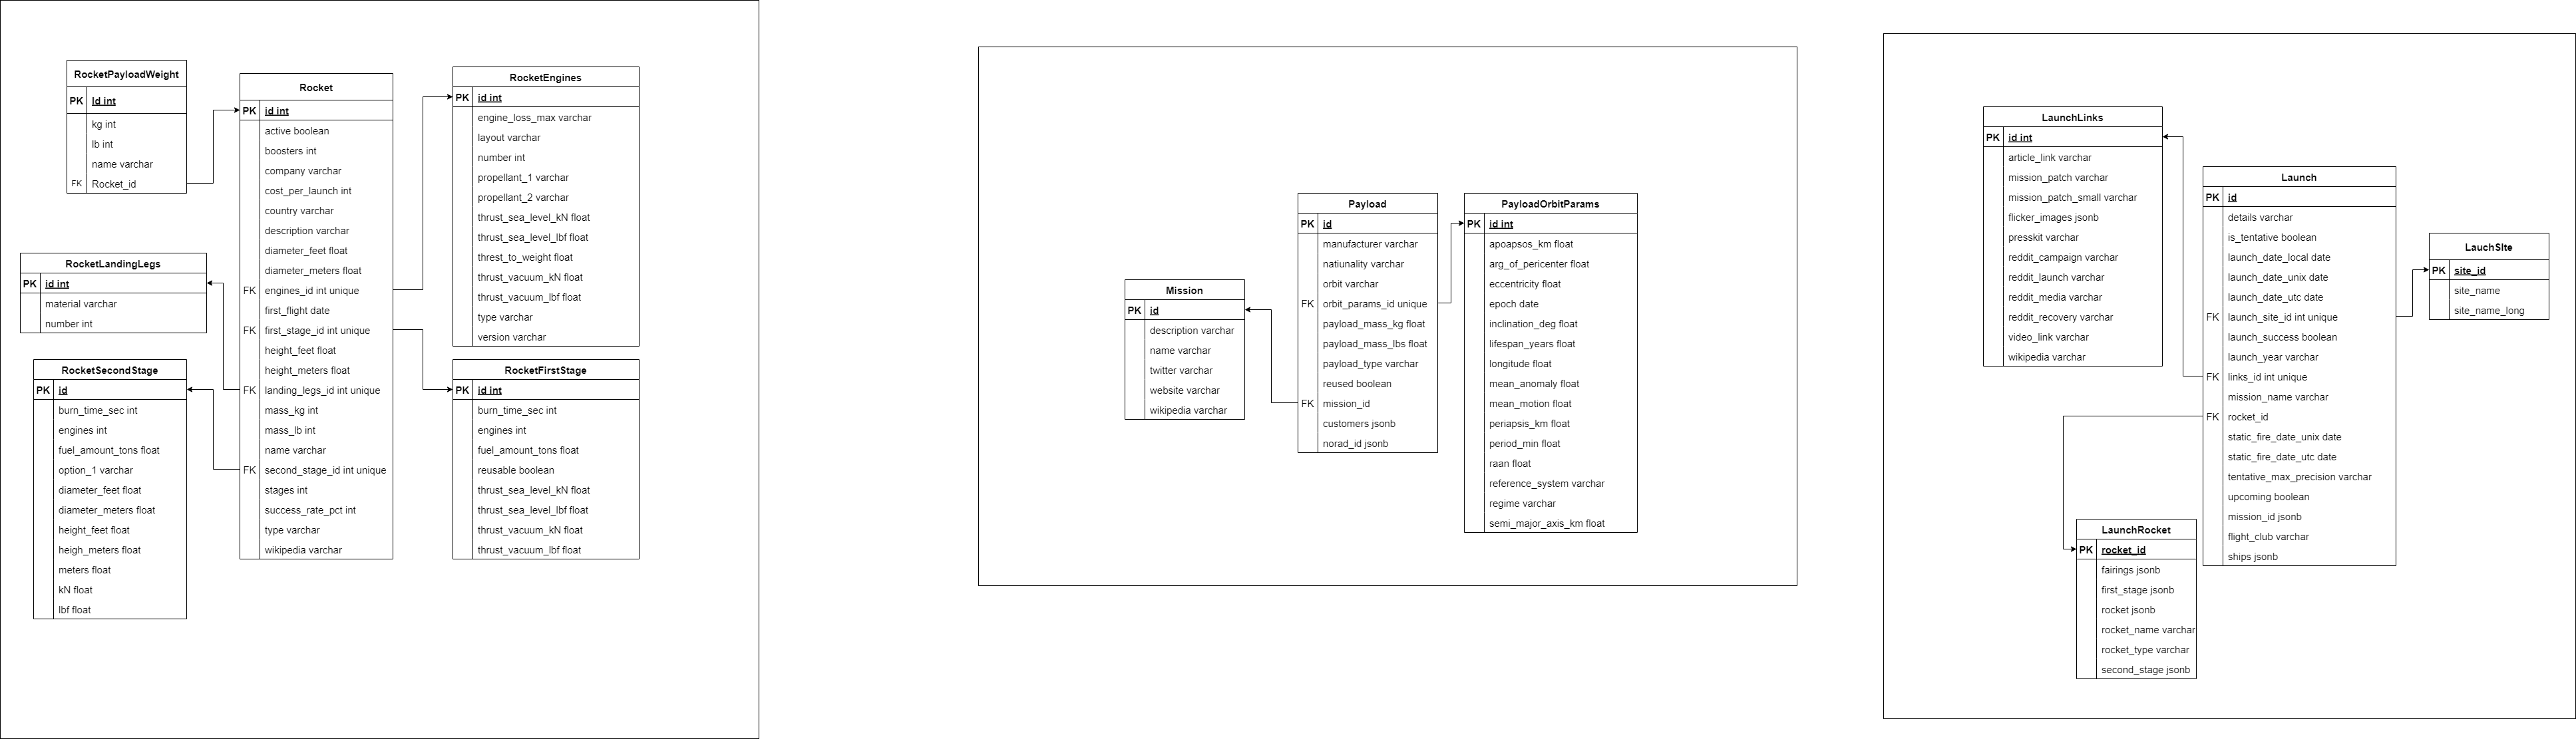 RocketPayloadWeight
PK Id int
kg int
lb int
name varchar
FK Rocket_id
RocketLandingLegs
PK id int
material varchar
number int
RocketSecondStage
PK id
burn_time_sec int
engines int
fuel_amount_tons float
option_1 varchar
diameter_feet float
diameter_meters float
height_feet float
heigh_meters float
meters float
kN float
lbf float
Rocket
PK id int
active boolean
boosters int
company varchar
cost_per_launch int
country varchar
description varchar
diameter_feet float
diameter_meters float
FK engines_id int unique
first_flight date
FK first_stage_id int unique
height_feet float
height_meters float
FK landing_legs_id int unique
mass_kg int
mass_lb int
name varchar
FK second_stage_id int unique
stages int
success_rate_pct int
type varchar
wikipedia varchar
RocketEngines
PK id int
engine_loss_max varchar
layout varchar
number int
propellant_1 varchar
propellant_2 varchar
thrust_sea_level_kN float
thrust_sea_level_lbf float
threst_to_weight float
thrust_vacuum_kN float
thrust_vacuum_lbf float
type varchar
version varchar
RocketFirstStage
PK id int
burn_time_sec int
engines int
fuel_amount_tons float
reusable boolean
thrust_sea_level_kN float
thrust_sea_level_lbf float
thrust_vacuum_kN float
thrust_vacuum_lbf float
Mission
PK id
description varchar
name varchar
twitter varchar
website varchar
wikipedia varchar
Payload
PK id
manufacturer varchar
natiunality varchar
orbit varchar
FK orbit_params_id unique
payload_mass_kg float
payload_mass_lbs float
payload_type varchar
reused boolean
FK mission_id
customers jsonb
norad_id jsonb
PayloadOrbitParams
PK id int
apoapsos_km float
arg_of_pericenter float
eccentricity float
epoch date
inclination_deg float
lifespan_years float
longitude float
mean_anomaly float
mean_motion float
periapsis_km float
period_min float
raan float
reference_system varchar
regime varchar
semi_major_axis_km float
LaunchLinks
PK id int
article_link varchar
mission_patch varchar
mission_patch_small varchar
flicker_images jsonb
presskit varchar
reddit_campaign varchar
reddit_launch varchar
reddit_media varchar
reddit_recovery varchar
video_link varchar
wikipedia varchar
LaunchRocket
PK rocket_id
fairings jsonb
first_stage jsonb
rocket jsonb
rocket_name varchar
rocket_type varchar
second_stage jsonb
Launch
PK id
details varchar
is_tentative boolean
launch_date_local date
launch_date_unix date
launch_date_utc date
FK launch_site_id int unique
launch_success boolean
launch_year varchar
FK links_id int unique
mission_name varchar
FK rocket_id
static_fire_date_unix date
static_fire_date_utc date
tentative_max_precision varchar
upcoming boolean
mission_id jsonb
flight_club varchar
ships jsonb
LauchSIte
PK site_id
site_name
site_name_long